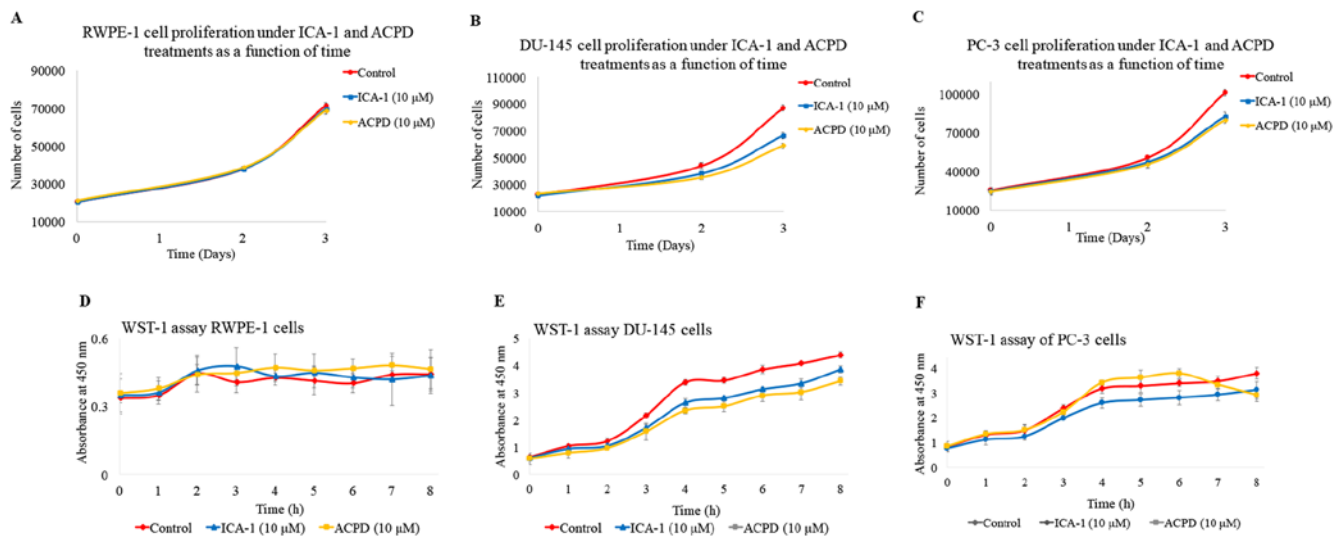 A
RWPE-1 cell proliferation under ICA-1 and ACPD
treatments as a function of time
90000
70000
50000
30000
10000
Number of cells
0 1 2 3
Time (Days)
Control
ICA-1 (10 μM)
ACPD (10 μM)
B
DU-145 cell proliferation under ICA-1 and ACPD
treatments as a function of time
110000
90000
70000
50000
30000
10000
Number of cells
0 1 2 3
Time (Days)
Control
ICA-1 (10 μM)
ACPD (10 μM)
C
PC-3 cell proliferation under ICA-1 and ACPD
treatments as a function of time
100000
70000
40000
10000
Number of cells
0 1 2 3
Time (Days)
Control
ICA-1 (10 μM)
ACPD (10 μM)
D
WST-1 assay RWPE-1 cells
0.6
0.3
0
Absorbance at 450 nm
0 1 2 3 4 5 6 7 8
Time (h)
Control ICA-1 (10 μM) ACPD (10 μM)
E
WST-1 assay DU-145 cells
5
4
3
2
1
0
Absorbance at 450 nm
0 1 2 3 4 5 6 7 8
Time (h)
Control ICA-1 (10 μM) ACPD (10 μM)
F
WST-1 assay of PC-3 cells
4
3
2
1
0
Absorbance at 450 nm
0 1 2 3 4 5 6 7 8
Time (h)
Control ICA-1 (10 μM) ACPD (10 μM)